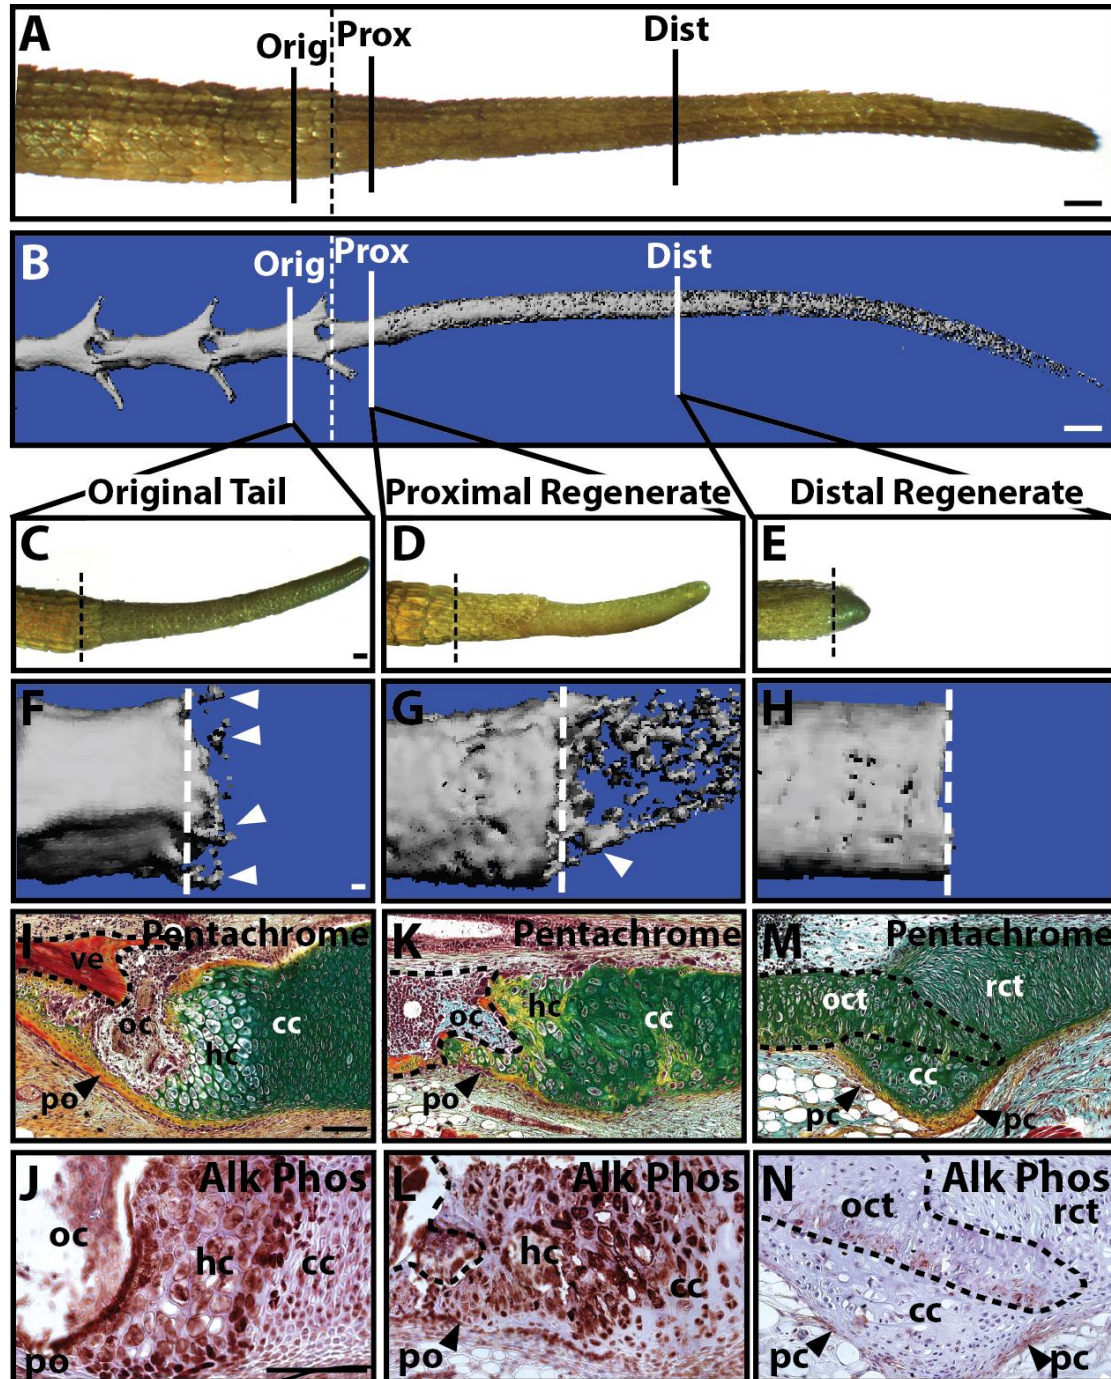 A
Orig
Prox
Dist
B
Orig
Prox
Dist
Original Tail
Proximal Regenerate
Distal Regenerate
C
D
E
F
G
H
I
Pentachrome
ve
oc
hc
cc
po
K
Pentachrome
hc
oc
cc
po
M
Pentachrome
oct
rct
cc
pc
pc
J
Alk Phos
oc
hc
cc
po
L
Alk Phos
hc
cc
po
N
Alk Phos
oct
rct
cc
pc
pc